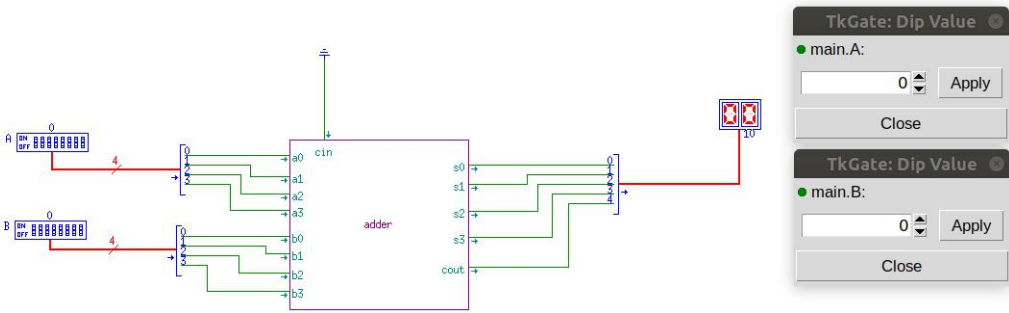 TkGate: Dip Value
main.A:
0
Apply
Close
TkGate: Dip Value
main.B:
0
Apply
Close
0
A
ON
OFF
4
0
1
2
3
0
B
ON
OFF
4
0
1
2
3
cin
a0
a1
a2
a3
b0
b1
b2
b3
adder
s0
s1
s2
s3
cout
0
1
2
3
4
00
10